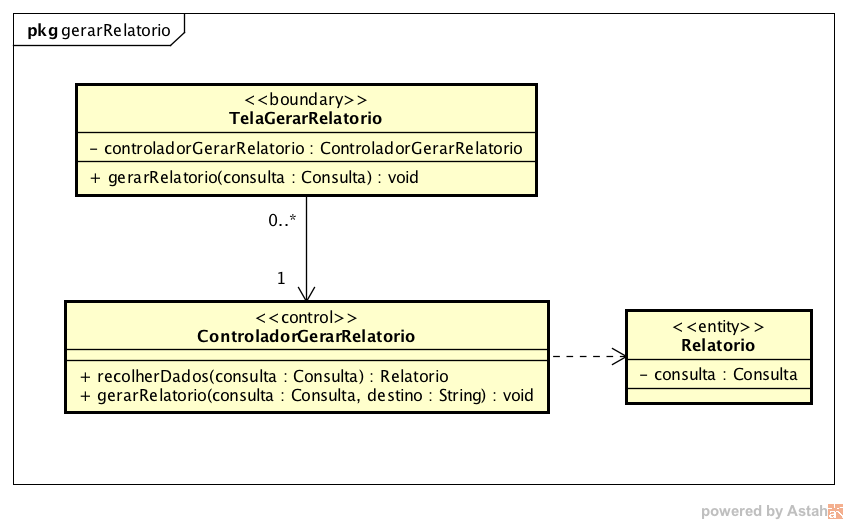 pkg gerarRelatorio
<<boundary>>
TelaGerarRelatorio
- controladorGerarRelatorio : ControladorGerarRelatorio
+ gerarRelatorio(consulta : Consulta) : void
0..*
1
<<control>>
ControladorGerarRelatorio
+ recolherDados(consulta : Consulta) : Relatorio
+ gerarRelatorio(consulta : Consulta, destino : String) : void
<<entity>>
Relatorio
- consulta : Consulta
powered by Astah